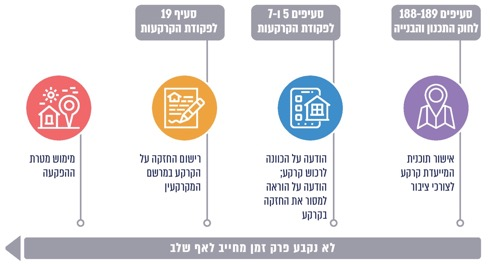 סעיפים 188-189
לחוק התכנון והבנייה
סעיפים 5 ו-7
לפקודת הקרקעות
סעיף 19
לפקודת הקרקעות
אישור תוכנית
המייעדת קרקע
לצורכי ציבור
הודעה על הכוונה
לרכוש קרקע;
הודעה על הוראה
למסור את החזקה
בקרקע
רישום החזקה על
הקרקע במרשם
המקרקעין
מימוש מטרת
ההפקעה
לא נקבע פרק זמן מחייב לאף שלב